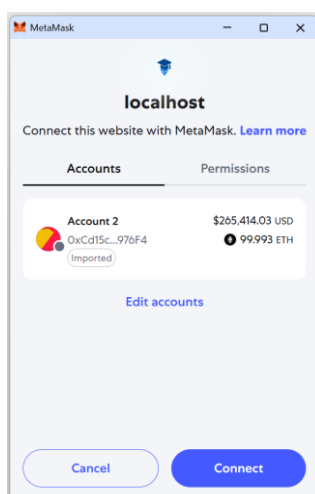 MetaMask
localhost
Connect this website with MetaMask. Learn more
Accounts Permissions
Account 2 $265,414.03 USD
0xCd15c...976F4 99.993 ETH
Imported
Edit accounts
Cancel Connect